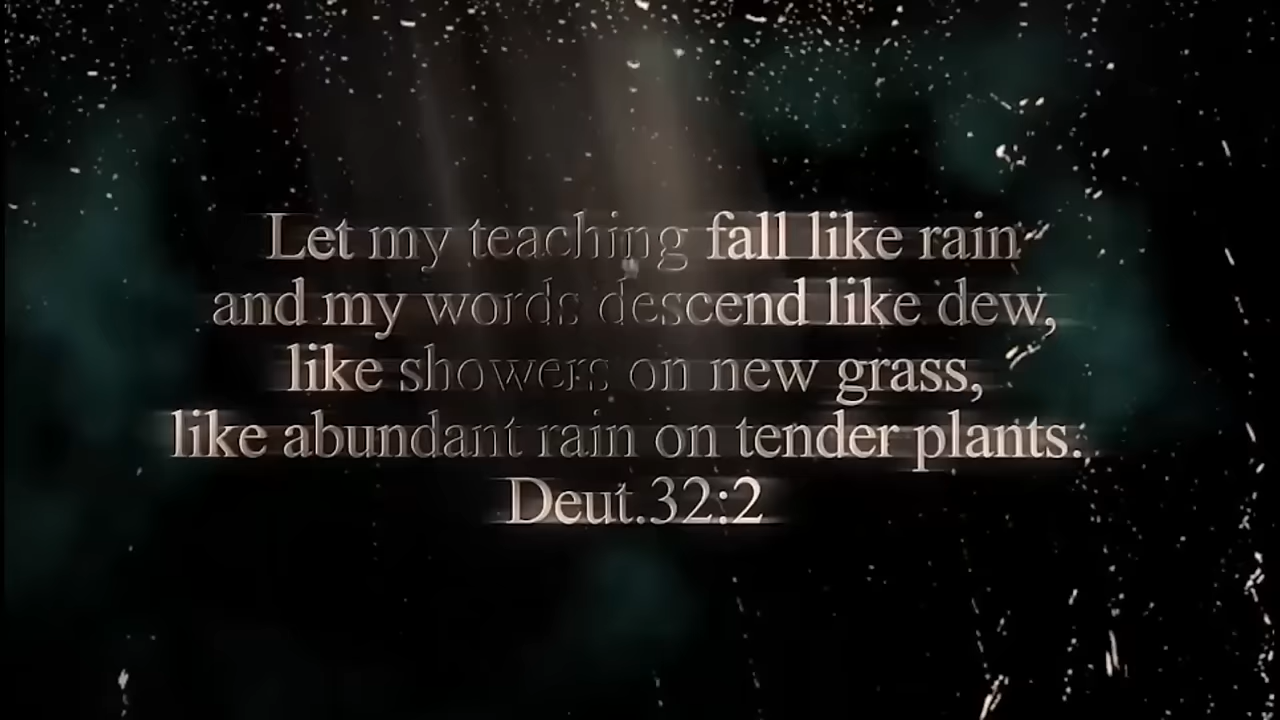 Let my teaching fall like rain
and my words descend like dew,
like showers on new grass,
like abundant rain on tender plants.
Deut.32:2